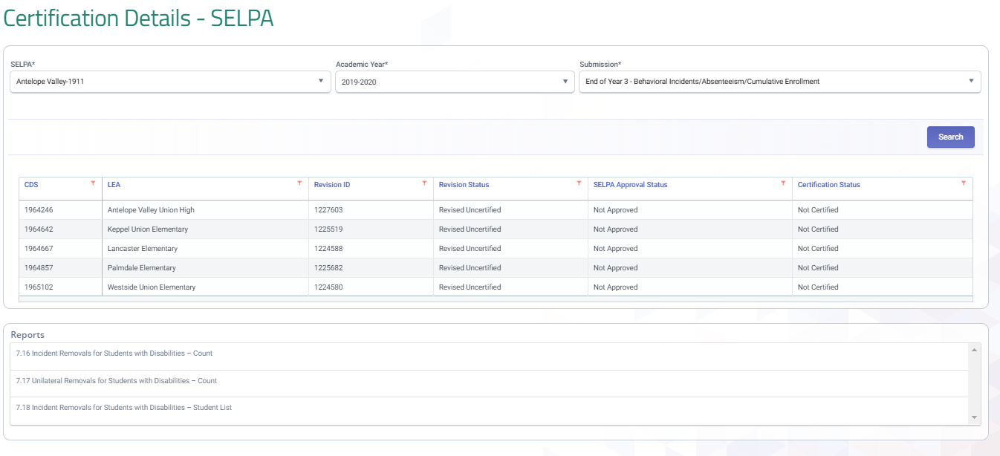 Certification Details - SELPA
SELPA* Academic Year* Submission*
Antelope Valley-1911 2019-2020 End of Year 3 - Behavioral Incidents/Absenteeism/Cumulative Enrollment
Search
CDS LEA Revision ID Revision Status SELPA Approval Status Certification Status
1964246 Antelope Valley Union High 1227603 Revised Uncertified Not Approved Not Certified
1964642 Keppel Union Elementary 1225519 Revised Uncertified Not Approved Not Certified
1964667 Lancaster Elementary 1224588 Revised Uncertified Not Approved Not Certified
1964857 Palmdale Elementary 1225682 Revised Uncertified Not Approved Not Certified
1965102 Westside Union Elementary 1224580 Revised Uncertified Not Approved Not Certified
Reports
7.16 Incident Removals for Students with Disabilities – Count
7.17 Unilateral Removals for Students with Disabilities – Count
7.18 Incident Removals for Students with Disabilities – Student List